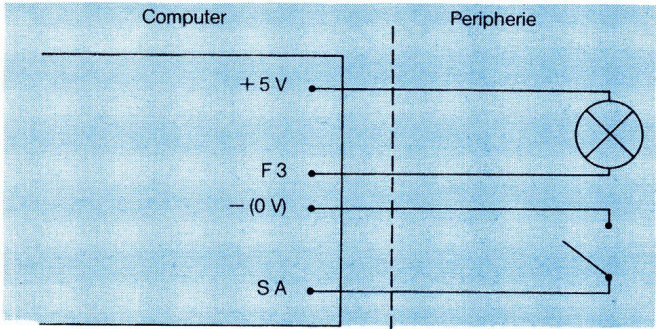 Computer
Peripherie
+5 V
F3
−(0 V)
SA